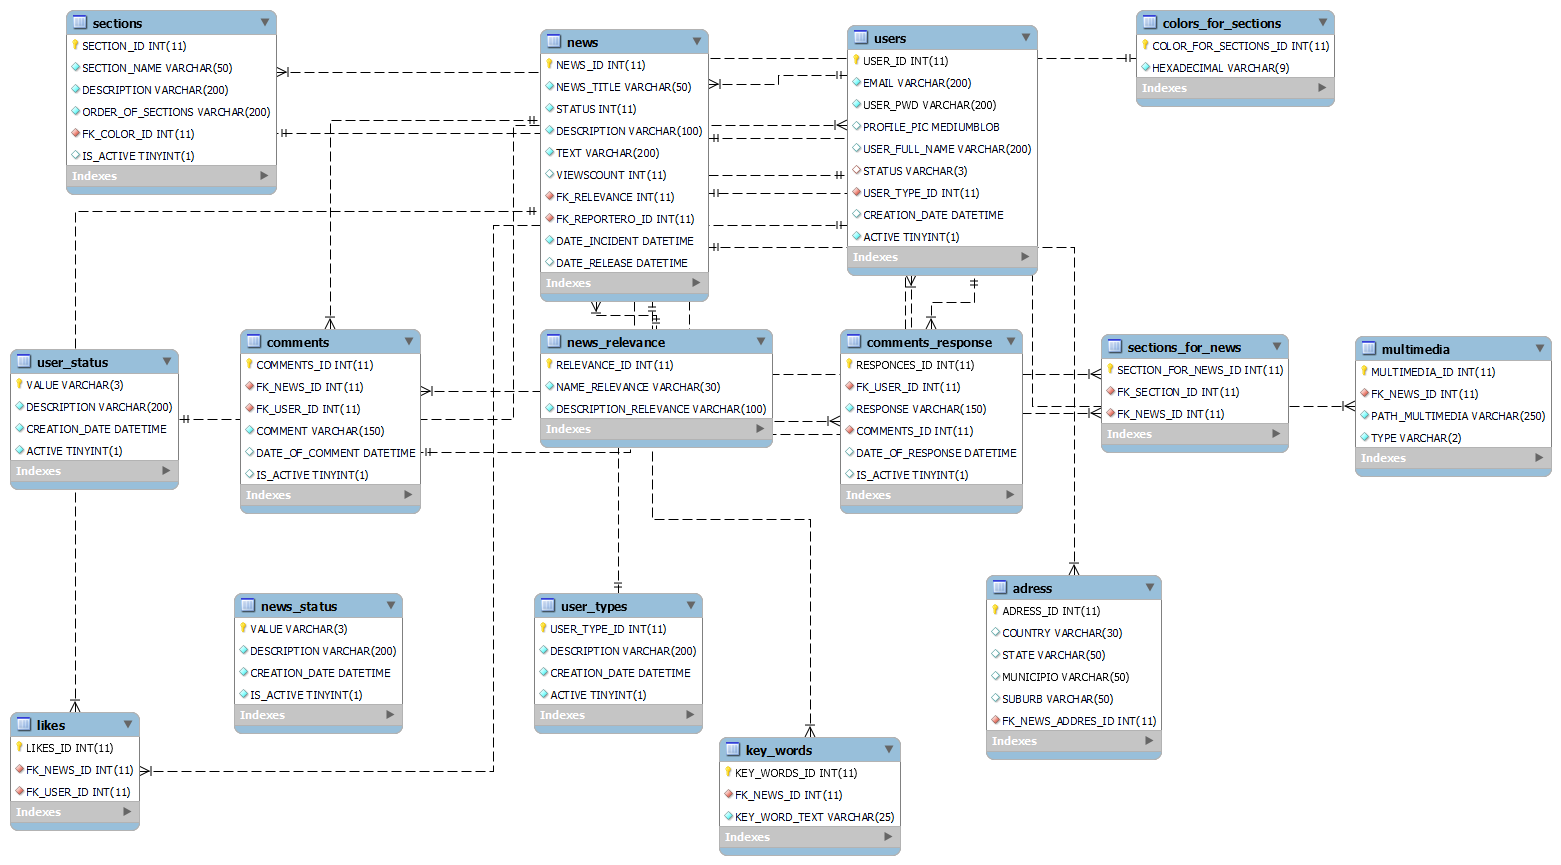 sections
SECTION_ID INT(11)
SECTION_NAME VARCHAR(50)
DESCRIPTION VARCHAR(200)
ORDER_OF_SECTIONS VARCHAR(200)
FK_COLOR_ID INT(11)
IS_ACTIVE TINYINT(1)
Indexes
news
NEWS_ID INT(11)
NEWS_TITLE VARCHAR(50)
STATUS INT(11)
DESCRIPTION VARCHAR(100)
TEXT VARCHAR(200)
VIEWSCOUNT INT(11)
FK_RELEVANCE INT(11)
FK_REPORTERO_ID INT(11)
DATE_INCIDENT DATETIME
DATE_RELEASE DATETIME
Indexes
users
USER_ID INT(11)
EMAIL VARCHAR(200)
USER_PWD VARCHAR(200)
PROFILE_PIC MEDIUMBLOB
USER_FULL_NAME VARCHAR(200)
STATUS VARCHAR(3)
USER_TYPE_ID INT(11)
CREATION_DATE DATETIME
ACTIVE TINYINT(1)
Indexes
colors_for_sections
COLOR_FOR_SECTIONS_ID INT(11)
HEXADECIMAL VARCHAR(9)
Indexes
user_status
VALUE VARCHAR(3)
DESCRIPTION VARCHAR(200)
CREATION_DATE DATETIME
ACTIVE TINYINT(1)
Indexes
comments
COMMENTS_ID INT(11)
FK_NEWS_ID INT(11)
FK_USER_ID INT(11)
COMMENT VARCHAR(150)
DATE_OF_COMMENT DATETIME
IS_ACTIVE TINYINT(1)
Indexes
news_relevance
RELEVANCE_ID INT(11)
NAME_RELEVANCE VARCHAR(30)
DESCRIPTION_RELEVANCE VARCHAR(100)
Indexes
comments_response
RESPONCES_ID INT(11)
FK_USER_ID INT(11)
RESPONSE VARCHAR(150)
COMMENTS_ID INT(11)
DATE_OF_RESPONSE DATETIME
IS_ACTIVE TINYINT(1)
Indexes
sections_for_news
SECTION_FOR_NEWS_ID INT(11)
FK_SECTION_ID INT(11)
FK_NEWS_ID INT(11)
Indexes
multimedia
MULTIMEDIA_ID INT(11)
FK_NEWS_ID INT(11)
PATH_MULTIMEDIA VARCHAR(250)
TYPE VARCHAR(2)
Indexes
news_status
VALUE VARCHAR(3)
DESCRIPTION VARCHAR(200)
CREATION_DATE DATETIME
IS_ACTIVE TINYINT(1)
Indexes
user_types
USER_TYPE_ID INT(11)
DESCRIPTION VARCHAR(200)
CREATION_DATE DATETIME
ACTIVE TINYINT(1)
Indexes
adress
ADRESS_ID INT(11)
COUNTRY VARCHAR(30)
STATE VARCHAR(50)
MUNICIPIO VARCHAR(50)
SUBURB VARCHAR(50)
FK_NEWS_ADDRES_ID INT(11)
Indexes
likes
LIKES_ID INT(11)
FK_NEWS_ID INT(11)
FK_USER_ID INT(11)
Indexes
key_words
KEY_WORDS_ID INT(11)
FK_NEWS_ID INT(11)
KEY_WORD_TEXT VARCHAR(25)
Indexes